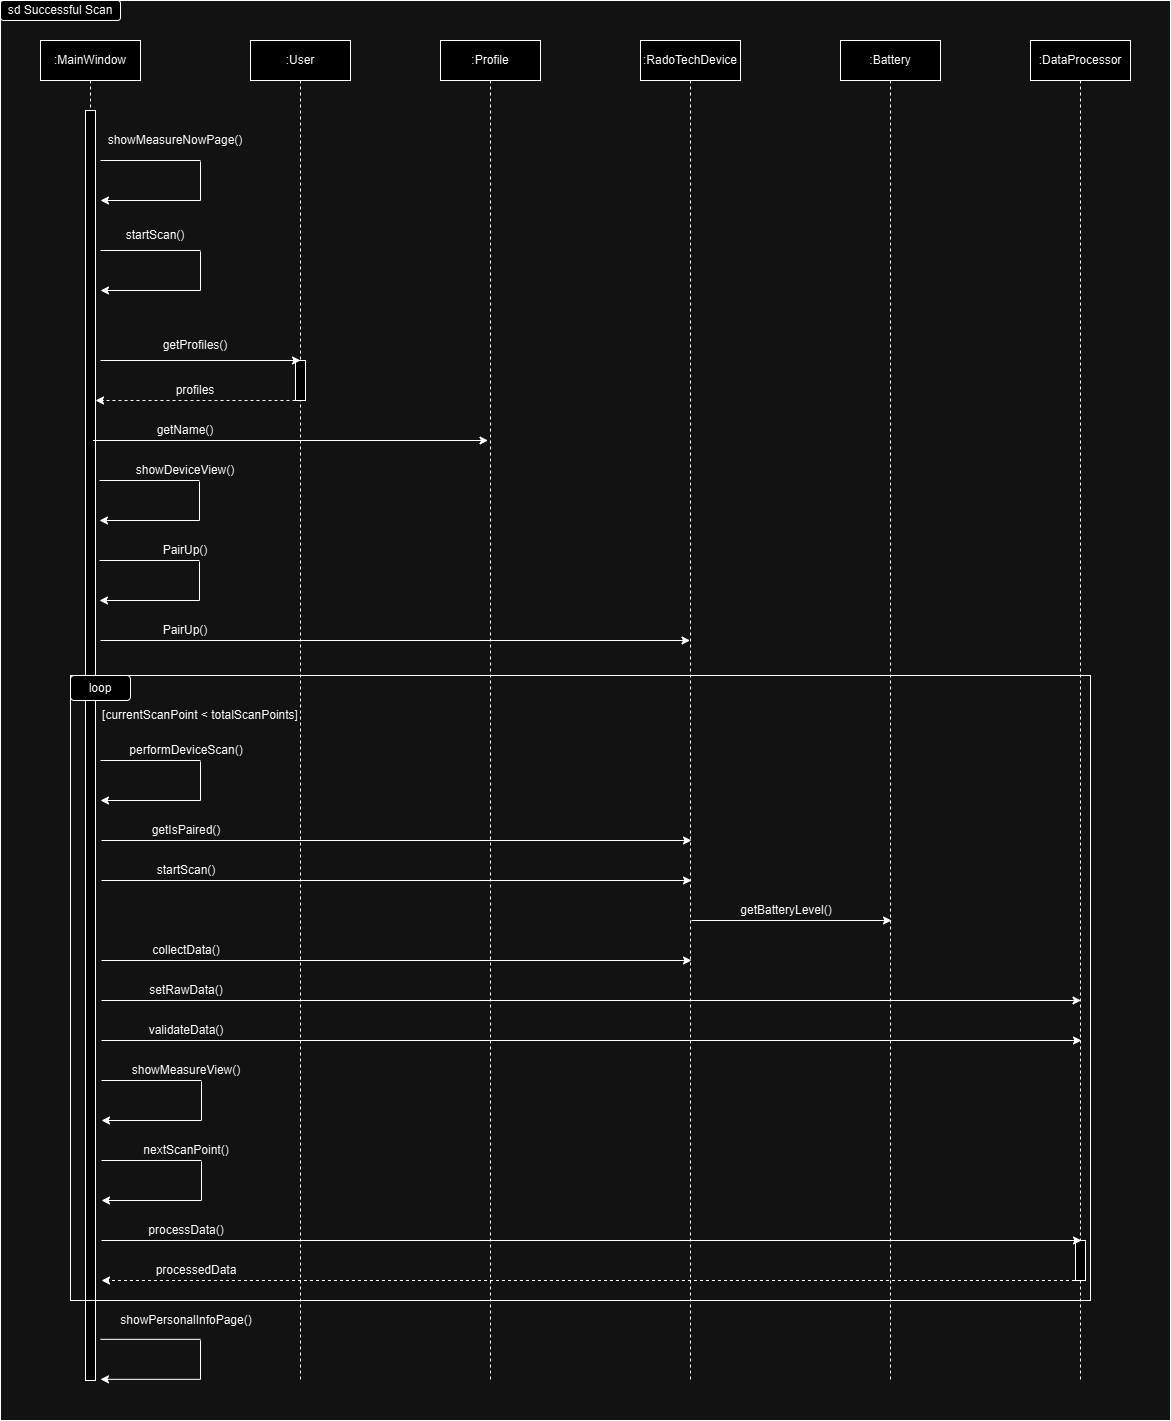 sd Successful Scan
:MainWindow
:User
:Profile
:RadoTechDevice
:Battery
:DataProcessor
showMeasureNowPage()
startScan()
getProfiles()
profiles
getName()
showDeviceView()
PairUp()
PairUp()
loop
[currentScanPoint < totalScanPoints]
performDeviceScan()
getIsPaired()
startScan()
getBatteryLevel()
collectData()
setRawData()
validateData()
showMeasureView()
nextScanPoint()
processData()
processedData
showPersonalInfoPage()